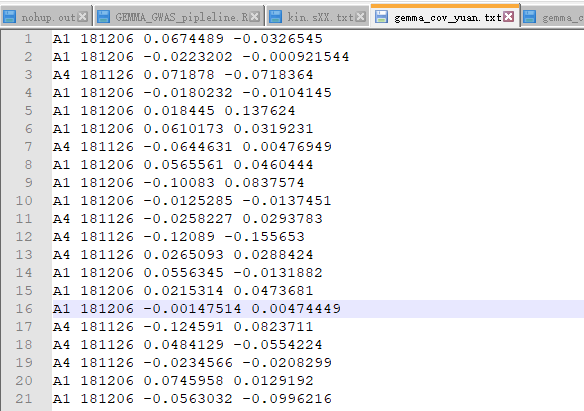 nohup.out GEMMA_GWAS_pipleline.R kin.sXX.txt gemma_cov_yuan.txt gemma_c
1 A1 181206 0.0674489 -0.0326545
2 A1 181206 -0.0223202 -0.000921544
3 A4 181126 0.071878 -0.0718364
4 A1 181206 -0.0180232 -0.0104145
5 A1 181206 0.018445 0.137624
6 A1 181206 0.0610173 0.0319231
7 A4 181126 -0.0644631 0.00476949
8 A1 181206 0.0565561 0.0460444
9 A1 181206 -0.10083 0.0837574
10 A1 181206 -0.0125285 -0.0137451
11 A4 181126 -0.0258227 0.0293783
12 A4 181126 -0.12089 -0.155653
13 A4 181126 0.0265093 0.0288424
14 A1 181206 0.0556345 -0.0131882
15 A1 181206 0.0215314 0.0473681
16 A1 181206 -0.00147514 0.00474449
17 A4 181126 -0.124591 0.0823711
18 A4 181126 0.0484129 -0.0554224
19 A4 181126 -0.0234566 -0.0208299
20 A1 181206 0.0745958 0.0129192
21 A1 181206 -0.0563032 -0.0996216